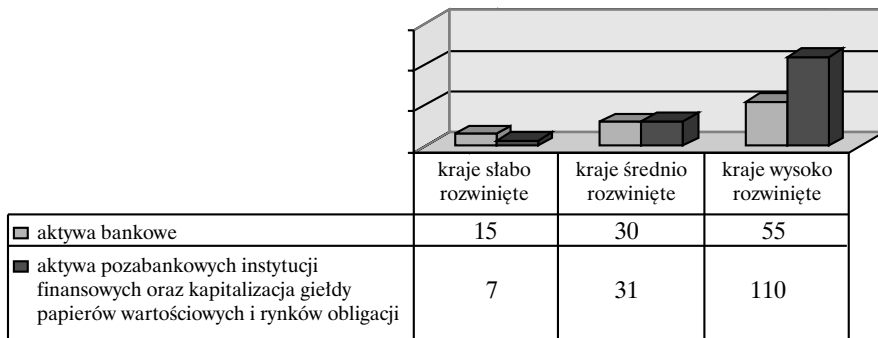 kraje słabo
rozwinięte
kraje średnio
rozwinięte
kraje wysoko
rozwinięte
aktywa bankowe 15 30 55
aktywa pozabankowych instytucji
finansowych oraz kapitalizacja giełdy
papierów wartościowych i rynków obligacji
7 31 110